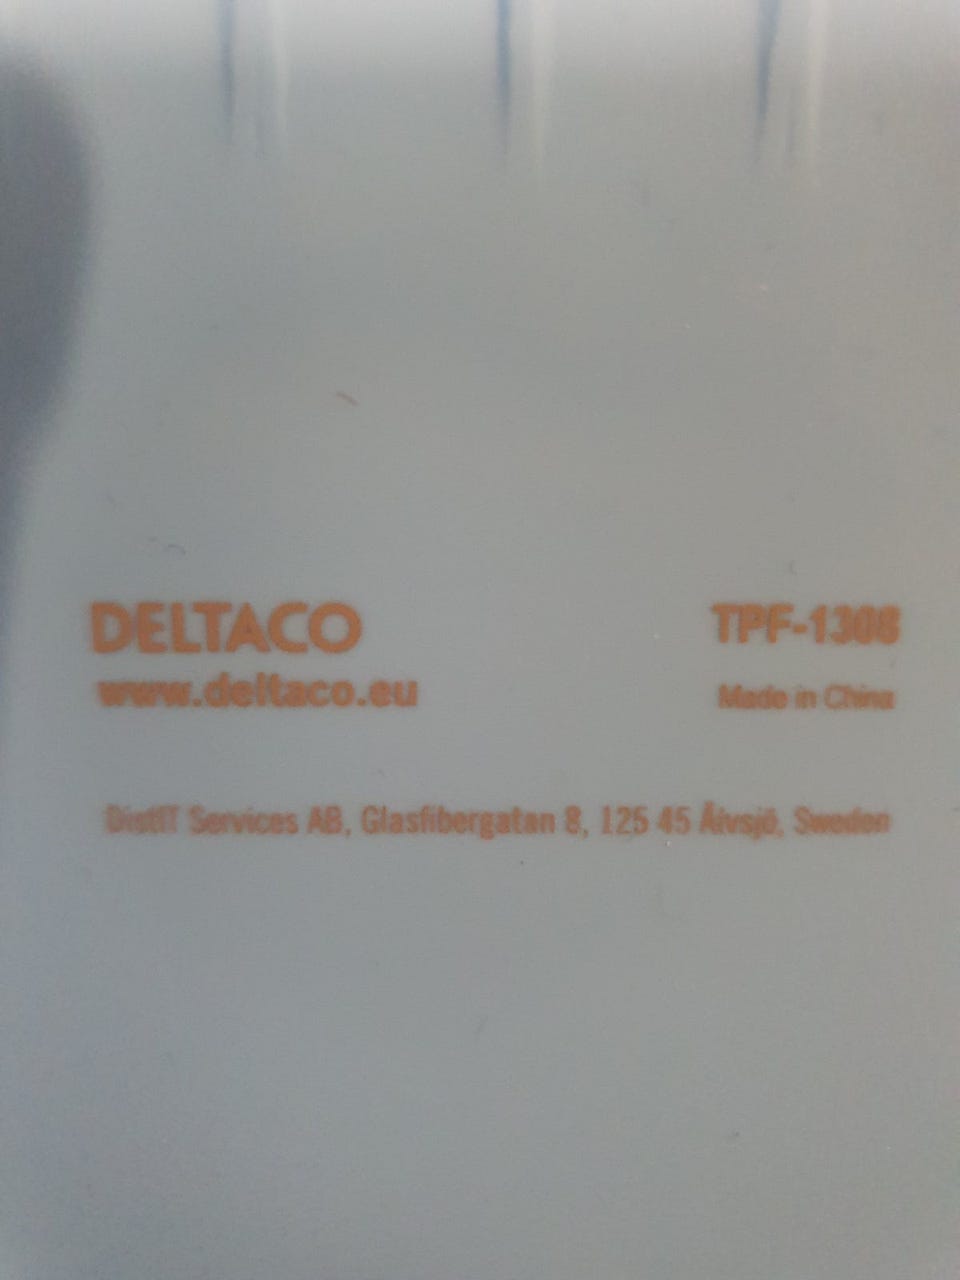 DELTACO
www.deltaco.eu
TPF-1308
Made in China
DistIT Services AB, Glasfibergatan 8, 125 45 Älvsjö, Sweden